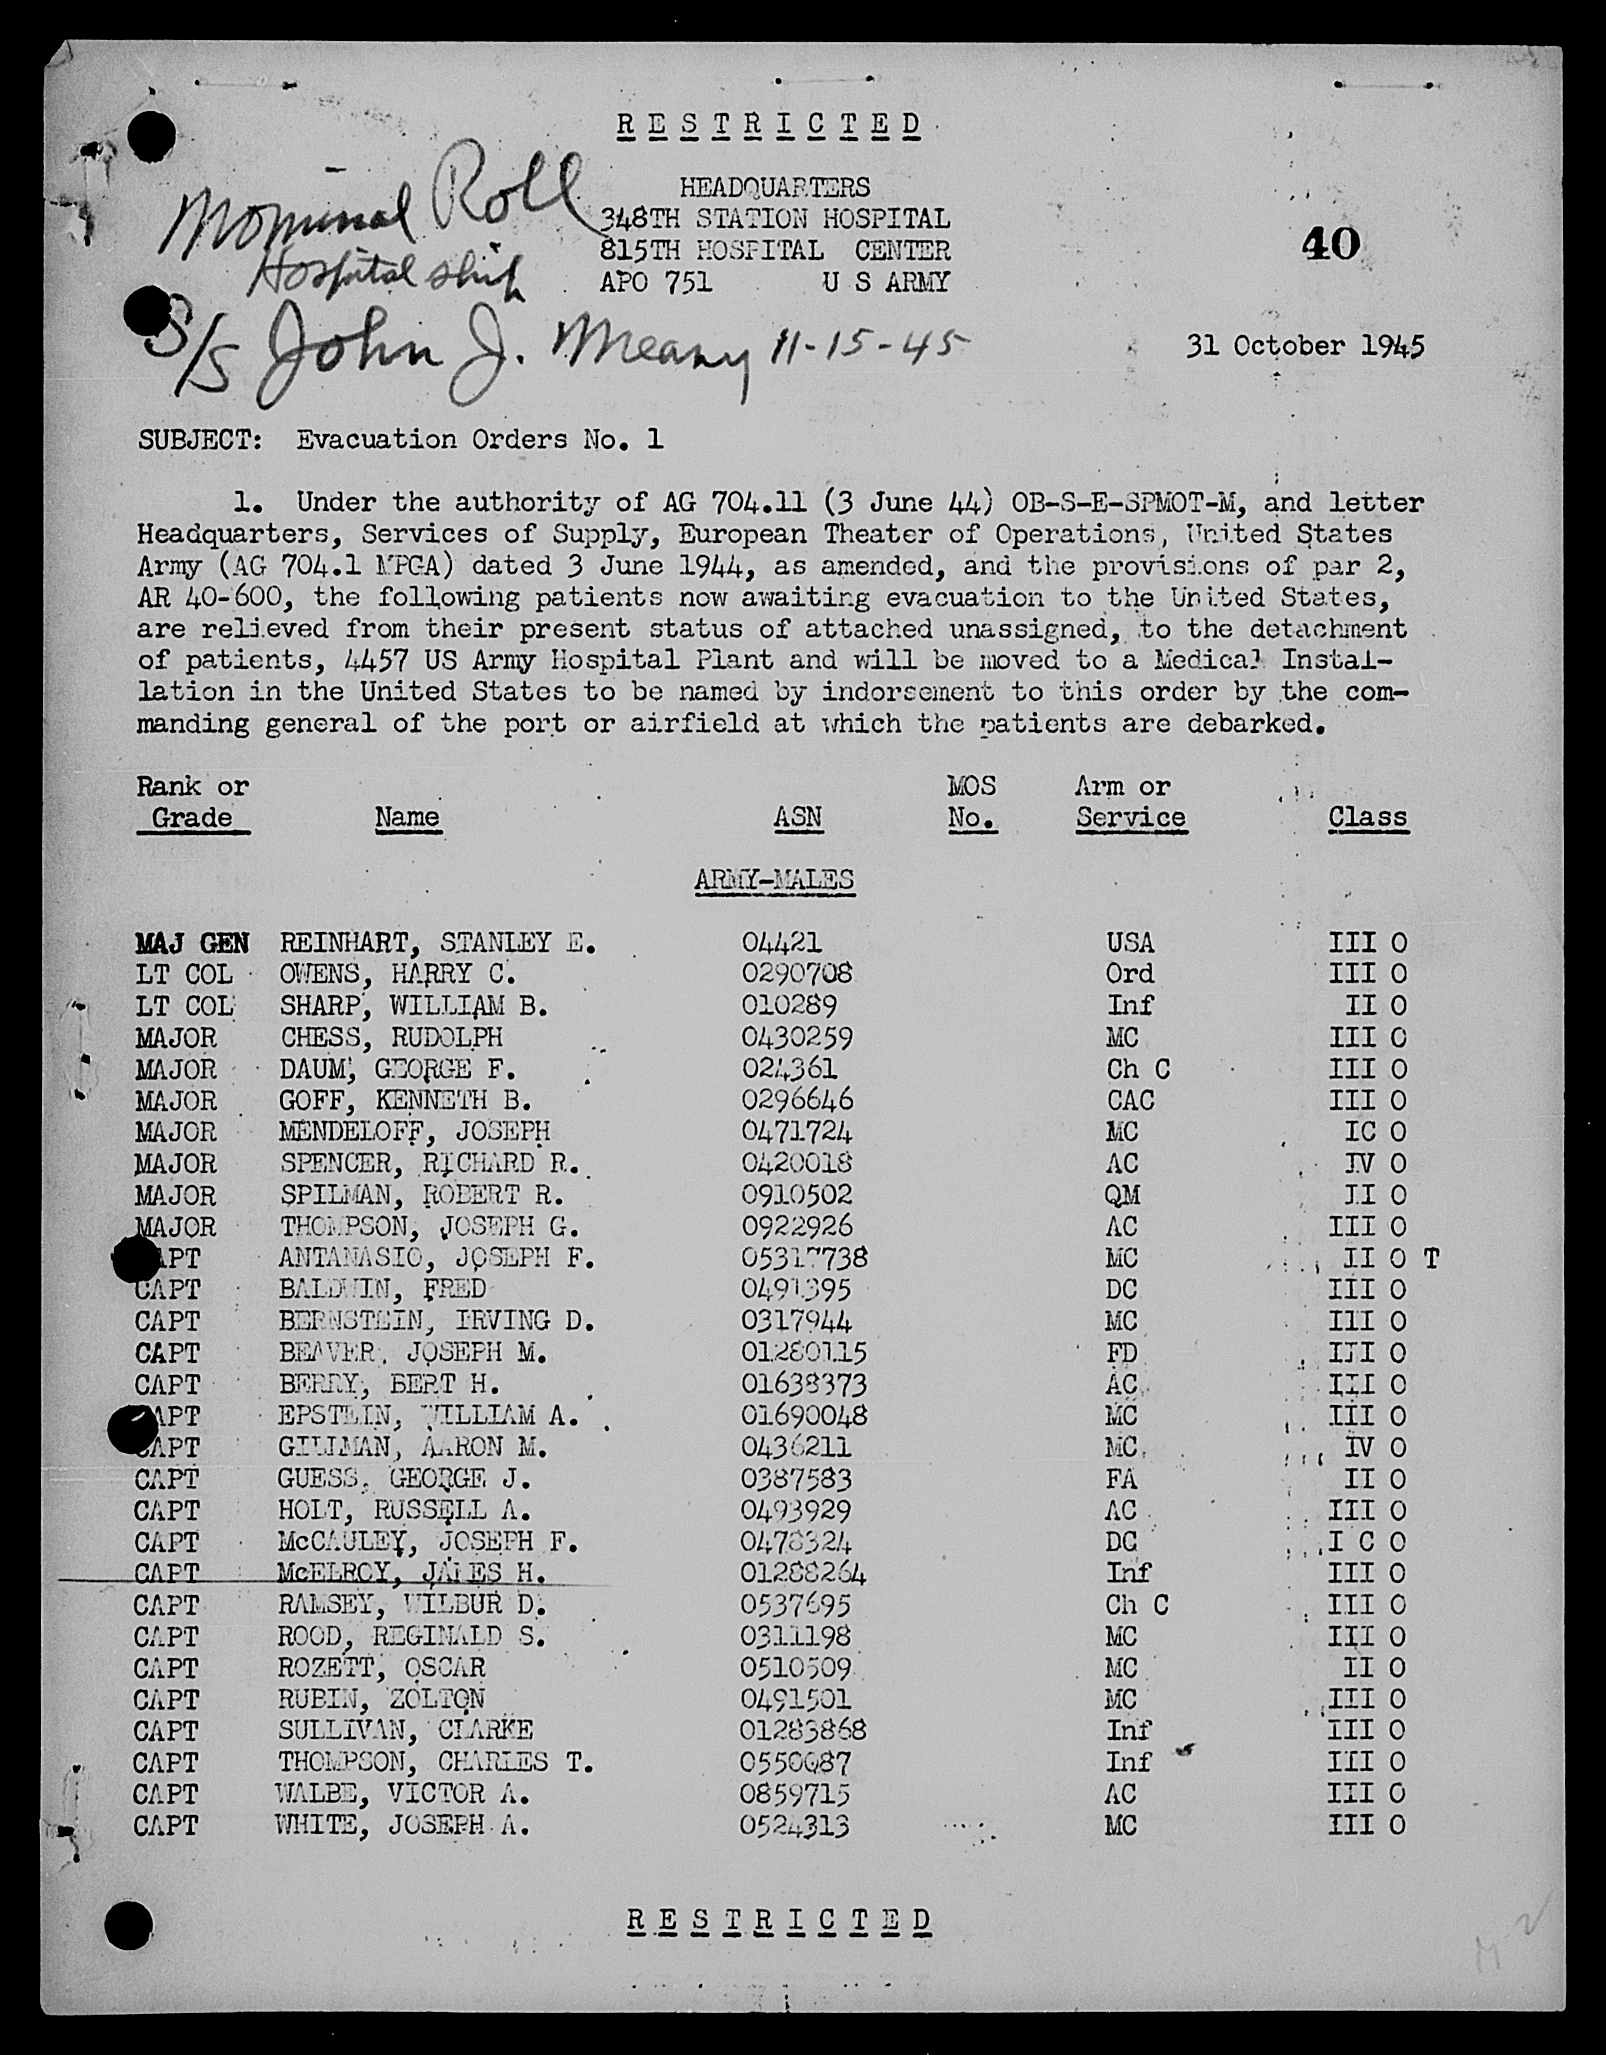 R E S T R I C T E D
Nominal Roll
Hospital Ship
S/S John J. Meany 11-15-45
HEADQUARTERS
348TH STATION HOSPITAL
815TH HOSPITAL CENTER
APO 751 U S ARMY
40
31 October 1945
SUBJECT: Evacuation Orders No. 1
1. Under the authority of AG 704.11 (3 June 44) OB-S-E-SPMOT-M, and letter
Headquarters, Services of Supply, European Theater of Operations, United States
Army (AG 704.1 MPGA) dated 3 June 1944, as amended, and the provisions of par 2,
AR 40-600, the following patients now awaiting evacuation to the United States,
are relieved from their present status of attached unassigned, to the detachment
of patients, 4457 US Army Hospital Plant and will be moved to a Medical Instal-
lation in the United States to be named by indorsement to this order by the com-
manding general of the port or airfield at which the patients are debarked.
Rank or MOS Arm or
Grade Name ASN No. Service Class
ARMY-MALES
MAJ GEN REINHART, STANLEY E. 04421 USA III O
LT COL OWENS, HARRY C. 0290708 Ord III O
LT COL SHARP, WILLIAM B. 010289 Inf II O
MAJOR CHESS, RUDOLPH 0430259 MC III O
MAJOR DAUM, GEORGE F. 024361 Ch C III O
MAJOR GOFF, KENNETH B. 0296646 CAC III O
MAJOR MENDELOFF, JOSEPH 0471724 MC IC O
MAJOR SPENCER, RICHARD R. 0420018 AC IV O
MAJOR SPILMAN, ROBERT R. 0910502 QM II O
MAJOR THOMPSON, JOSEPH G. 0922926 AC III O
CAPT ANTANASIO, JOSEPH F. 05317738 MC II O T
CAPT BALDWIN, FRED 0491395 DC III O
CAPT BERNSTEIN, IRVING D. 0317944 MC III O
CAPT BEAVER, JOSEPH M. 01280115 FD III O
CAPT BERRY, BERT H. 01638373 AC III O
CAPT EPSTEIN, WILLIAM A. 01690048 MC III O
CAPT GILLMAN, AARON M. 0436211 MC IV O
CAPT GUESS, GEORGE J. 0387583 FA II O
CAPT HOLT, RUSSELL A. 0493929 AC III O
CAPT McCAULEY, JOSEPH F. 0478324 DC I C O
CAPT McELROY, JAMES H. 01288264 Inf III O
CAPT RAMSEY, WILBUR D. 0537695 Ch C III O
CAPT ROOD, REGINALD S. 0311198 MC III O
CAPT ROZETT, OSCAR 0510509 MC II O
CAPT RUBIN, ZOLTON 0491501 MC III O
CAPT SULLIVAN, CLARKE 01283868 Inf III O
CAPT THOMPSON, CHARLES T. 0550687 Inf III O
CAPT WALBE, VICTOR A. 0859715 AC III O
CAPT WHITE, JOSEPH A. 0524313 MC III O
R E S T R I C T E D